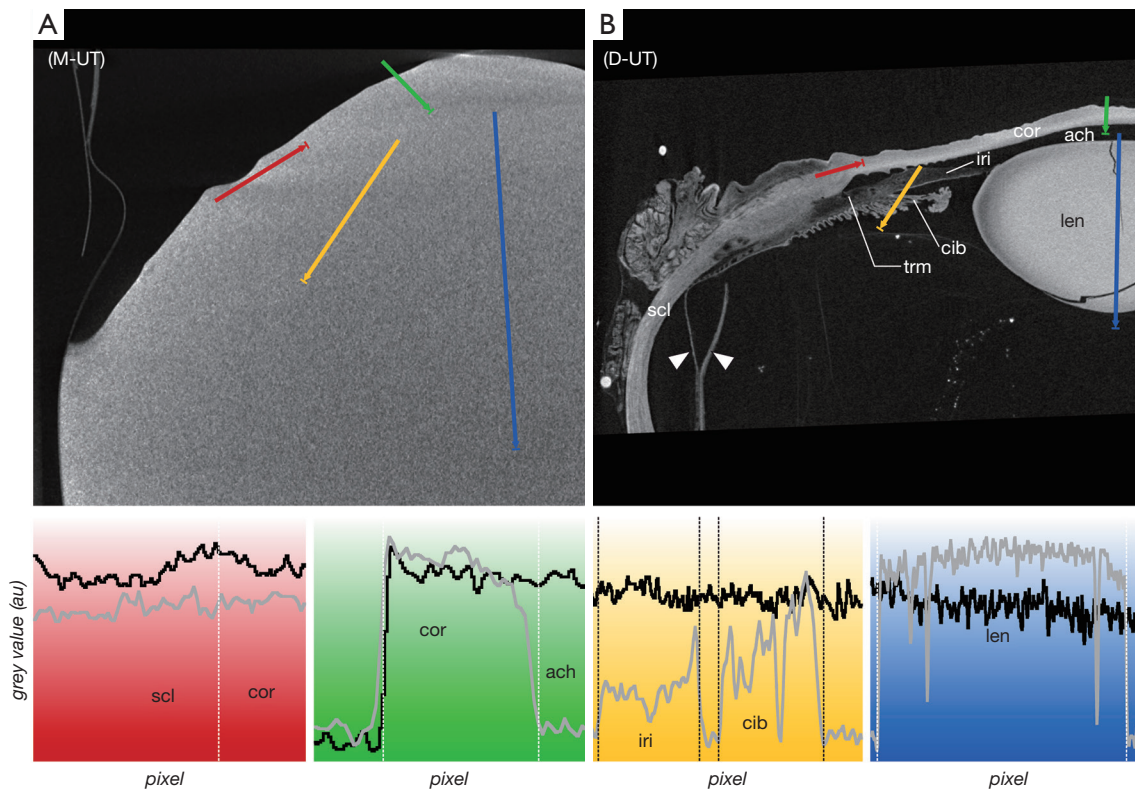 A
(M-UT)
B
(D-UT)
cor
ach
iri
len
cib
trm
scl
grey value (au)
scl
cor
cor
ach
iri
cib
len
pixel
pixel
pixel
pixel